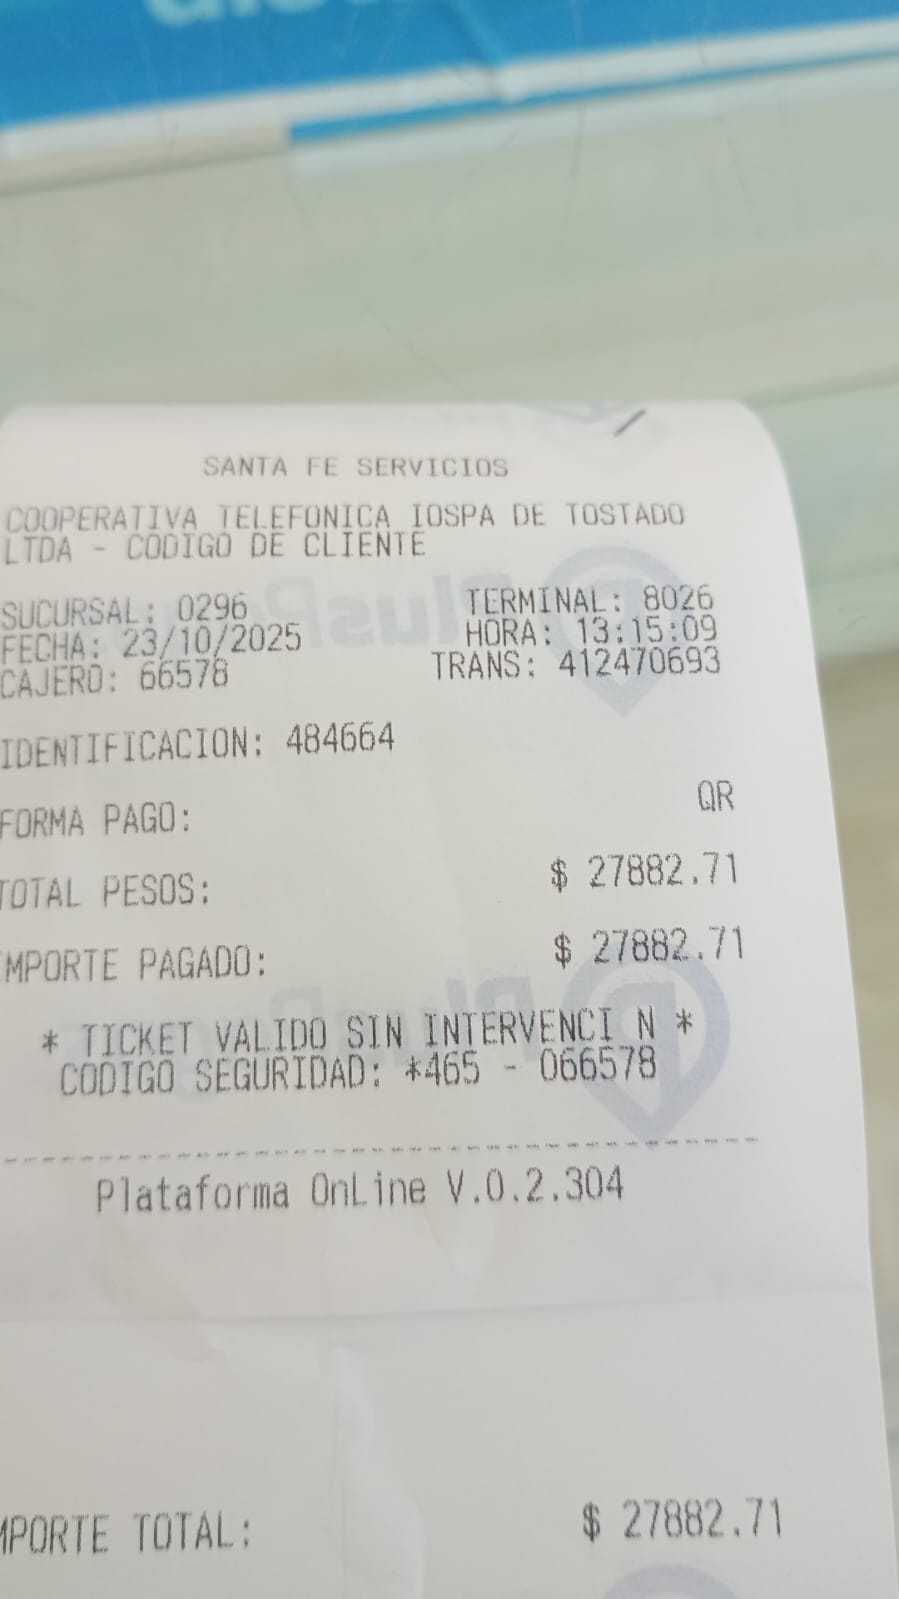 SANTA FE SERVICIOS
COOPERATIVA TELEFONICA IOSPA DE TOSTADO
LTDA - CODIGO DE CLIENTE
SUCURSAL: 0296 TERMINAL: 8026
FECHA: 23/10/2025 HORA: 13:15:09
CAJERO: 66578 TRANS: 412470693
IDENTIFICACION: 484664
FORMA PAGO: QR
TOTAL PESOS: $ 27882.71
MPORTE PAGADO: $ 27882.71
* TICKET VALIDO SIN INTERVENCI N *
CODIGO SEGURIDAD: *465 - 066578
Plataforma OnLine V.0.2.304
MPORTE TOTAL: $ 27882.71